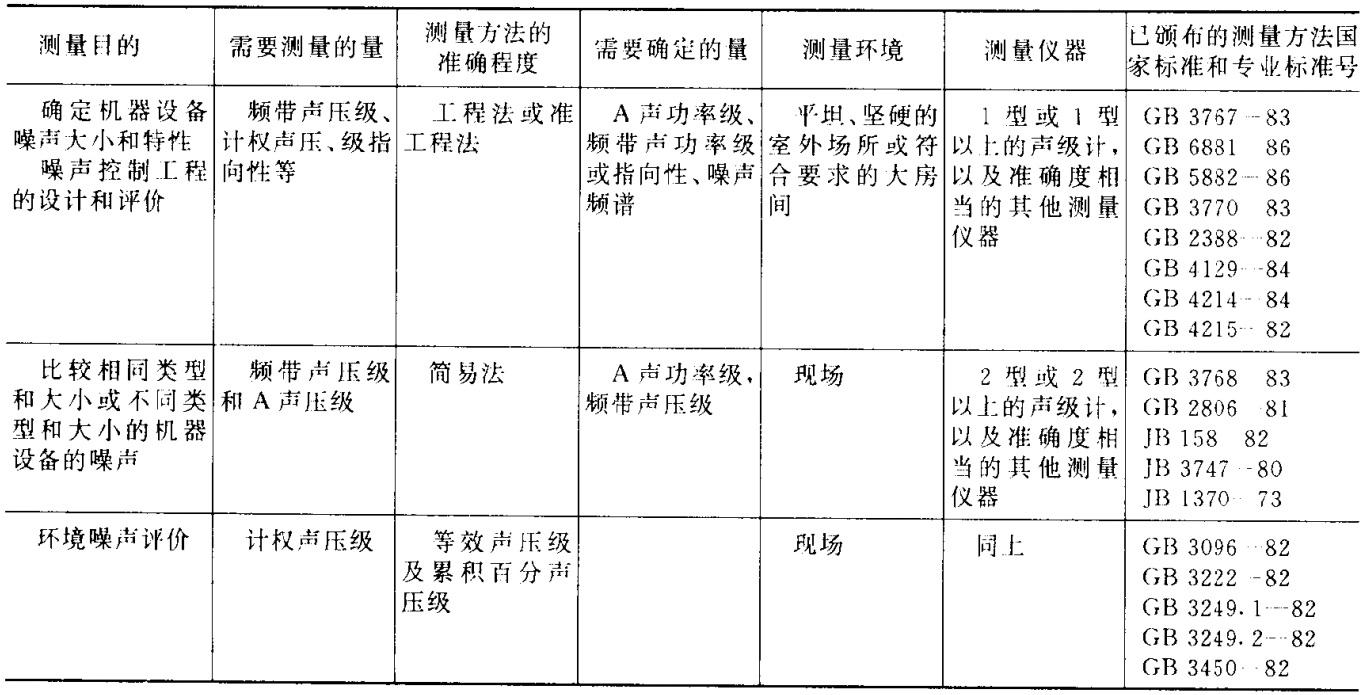 测量目的
需要测量的量
测量方法的
准确程度
需要确定的量
测量环境
测量仪器
已颁布的测量方法国
家标准和专业标准号
确定机器设备
噪声大小和特性
噪声控制工程
的设计和评价
频带声压级、
计权声压、级指
向性等
工程法或准
工程法
A 声功率级、
频带声功率级
或指向性、噪声
频谱
平坦、坚硬的
室外场所或符
合要求的大房
间
1 型或 1 型
以上的声级计，
以及准确度相
当的其他测量
仪器
GB 3767—83
GB 6881—86
GB 5882—86
GB 3770—83
GB 2388—82
GB 4129—84
GB 4214—84
GB 4215—82
比较相同类型
和大小或不同类
型和大小的机器
设备的噪声
频带声压级
和 A 声压级
简易法
A 声功率级，
频带声压级
现场
2 型或 2 型
以上的声级计，
以及准确度相
当的其他测量
仪器
GB 3768—83
GB 2806—81
JB 158—82
JB 3747—80
JB 1370—73
环境噪声评价
计权声压级
等效声压级
及累积百分声
压级
现场
同上
GB 3096—82
GB 3222—82
GB 3249.1—82
GB 3249.2—82
GB 3450—82